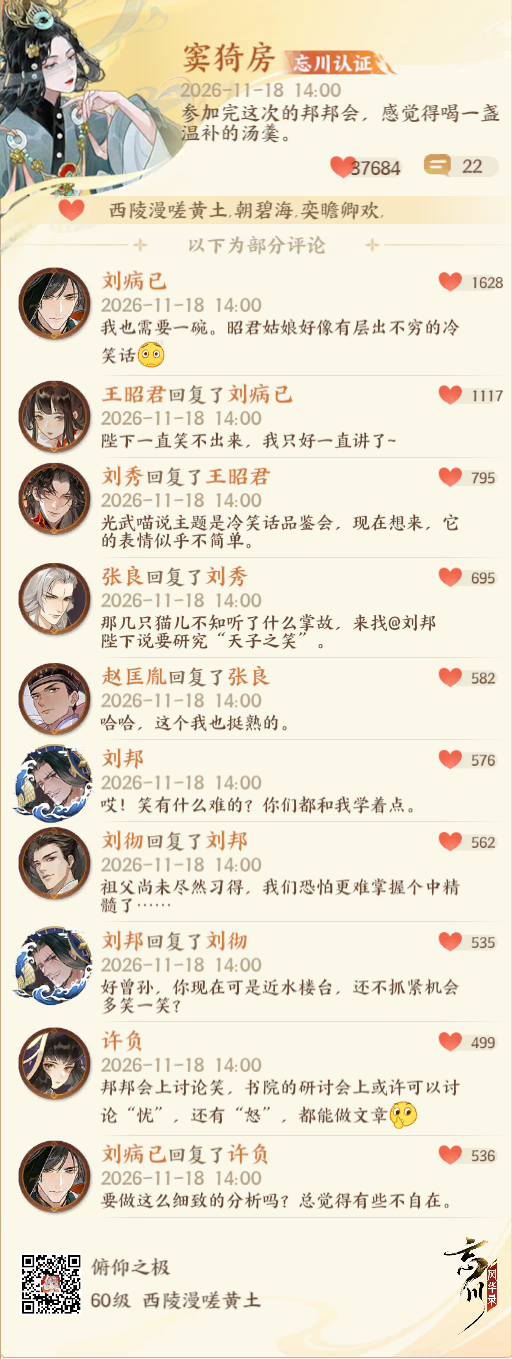 窦猗房 忘川认证
2026-11-18 14:00
参加完这次的邦邦会，感觉得喝一盏
温补的汤羹。
37684 22
西陵漫嗟黄土,朝碧海,奕瞻卿欢,
以下为部分评论
刘病已 1628
2026-11-18 14:00
我也需要一碗。昭君姑娘好像有层出不穷的冷
笑话
王昭君回复了刘病已 1117
2026-11-18 14:00
陛下一直笑不出来，我只好一直讲了~
刘秀回复了王昭君 795
2026-11-18 14:00
光武喵说主题是冷笑话品鉴会，现在想来，它
的表情似乎不简单。
张良回复了刘秀 695
2026-11-18 14:00
那几只猫儿不知听了什么掌故，来找@刘邦
陛下说要研究“天子之笑”。
赵匡胤回复了张良 582
2026-11-18 14:00
哈哈，这个我也挺熟的。
刘邦 576
2026-11-18 14:00
哎！笑有什么难的？你们都和我学着点。
刘彻回复了刘邦 562
2026-11-18 14:00
祖父尚未尽然习得，我们恐怕更难掌握个中精
髓了……
刘邦回复了刘彻 535
2026-11-18 14:00
好曾孙，你现在可是近水楼台，还不抓紧机会
多笑一笑？
许负 499
2026-11-18 14:00
邦邦会上讨论笑，书院的研讨会上或许可以讨
论“忧”，还有“怒”，都能做文章
刘病已回复了许负 536
2026-11-18 14:00
要做这么细致的分析吗？总觉得有些不自在。
俯仰之极
60级 西陵漫嗟黄土
忘川
风华录